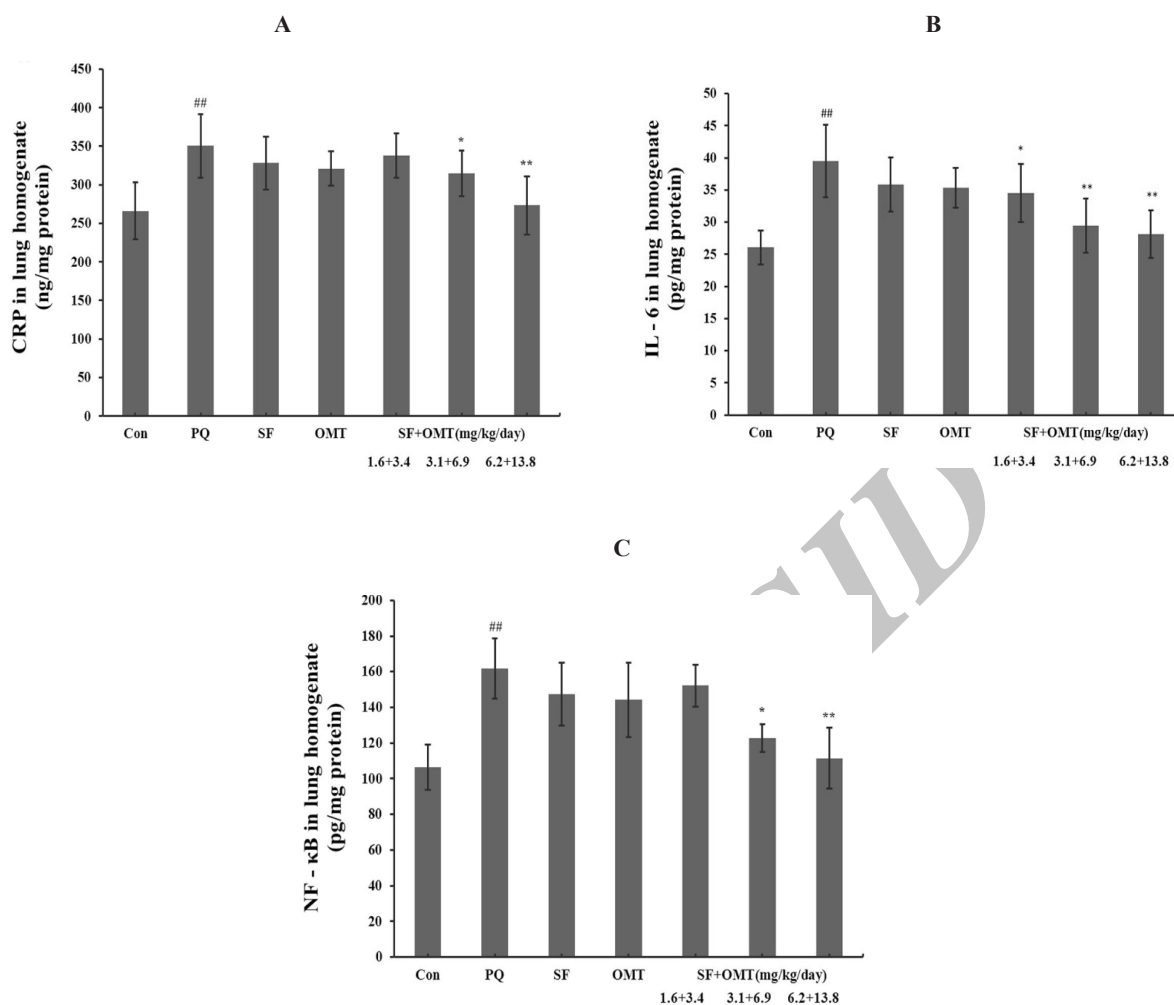 A
CRP in lung homogenate
(ng/mg protein)
450
400
350
300
250
200
150
100
50
0
##
*
**
Con PQ SF OMT SF+OMT(mg/kg/day)
1.6+3.4 3.1+6.9 6.2+13.8
B
IL - 6 in lung homogenate
(pg/mg protein)
50
45
40
35
30
25
20
15
10
5
0
##
*
**
**
Con PQ SF OMT SF+OMT(mg/kg/day)
1.6+3.4 3.1+6.9 6.2+13.8
C
NF - κB in lung homogenate
(pg/mg protein)
200
180
160
140
120
100
80
60
40
20
0
##
*
**
Con PQ SF OMT SF+OMT(mg/kg/day)
1.6+3.4 3.1+6.9 6.2+13.8
SID